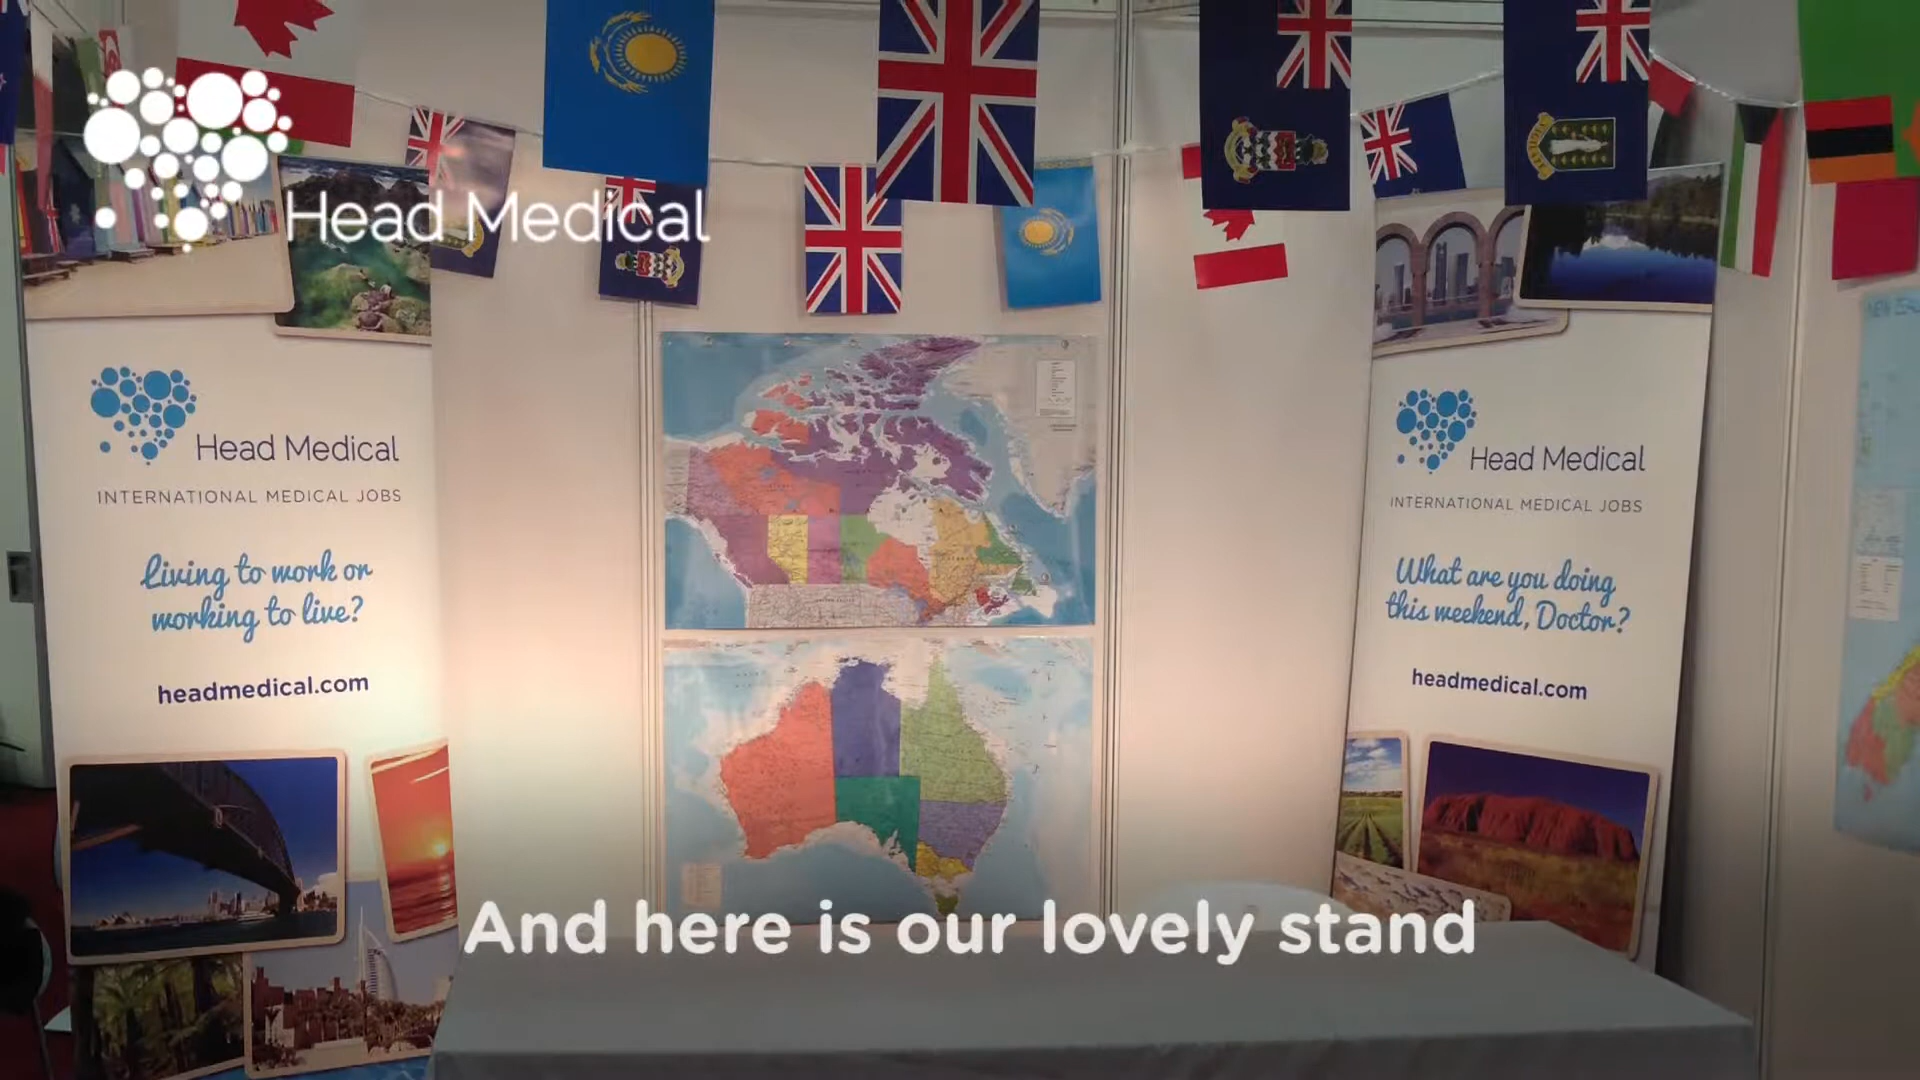 Head Medical
Head Medical
INTERNATIONAL MEDICAL JOBS
Living to work or
working to live?
headmedical.com
Head Medical
INTERNATIONAL MEDICAL JOBS
What are you doing
this weekend, Doctor?
headmedical.com
And here is our lovely stand